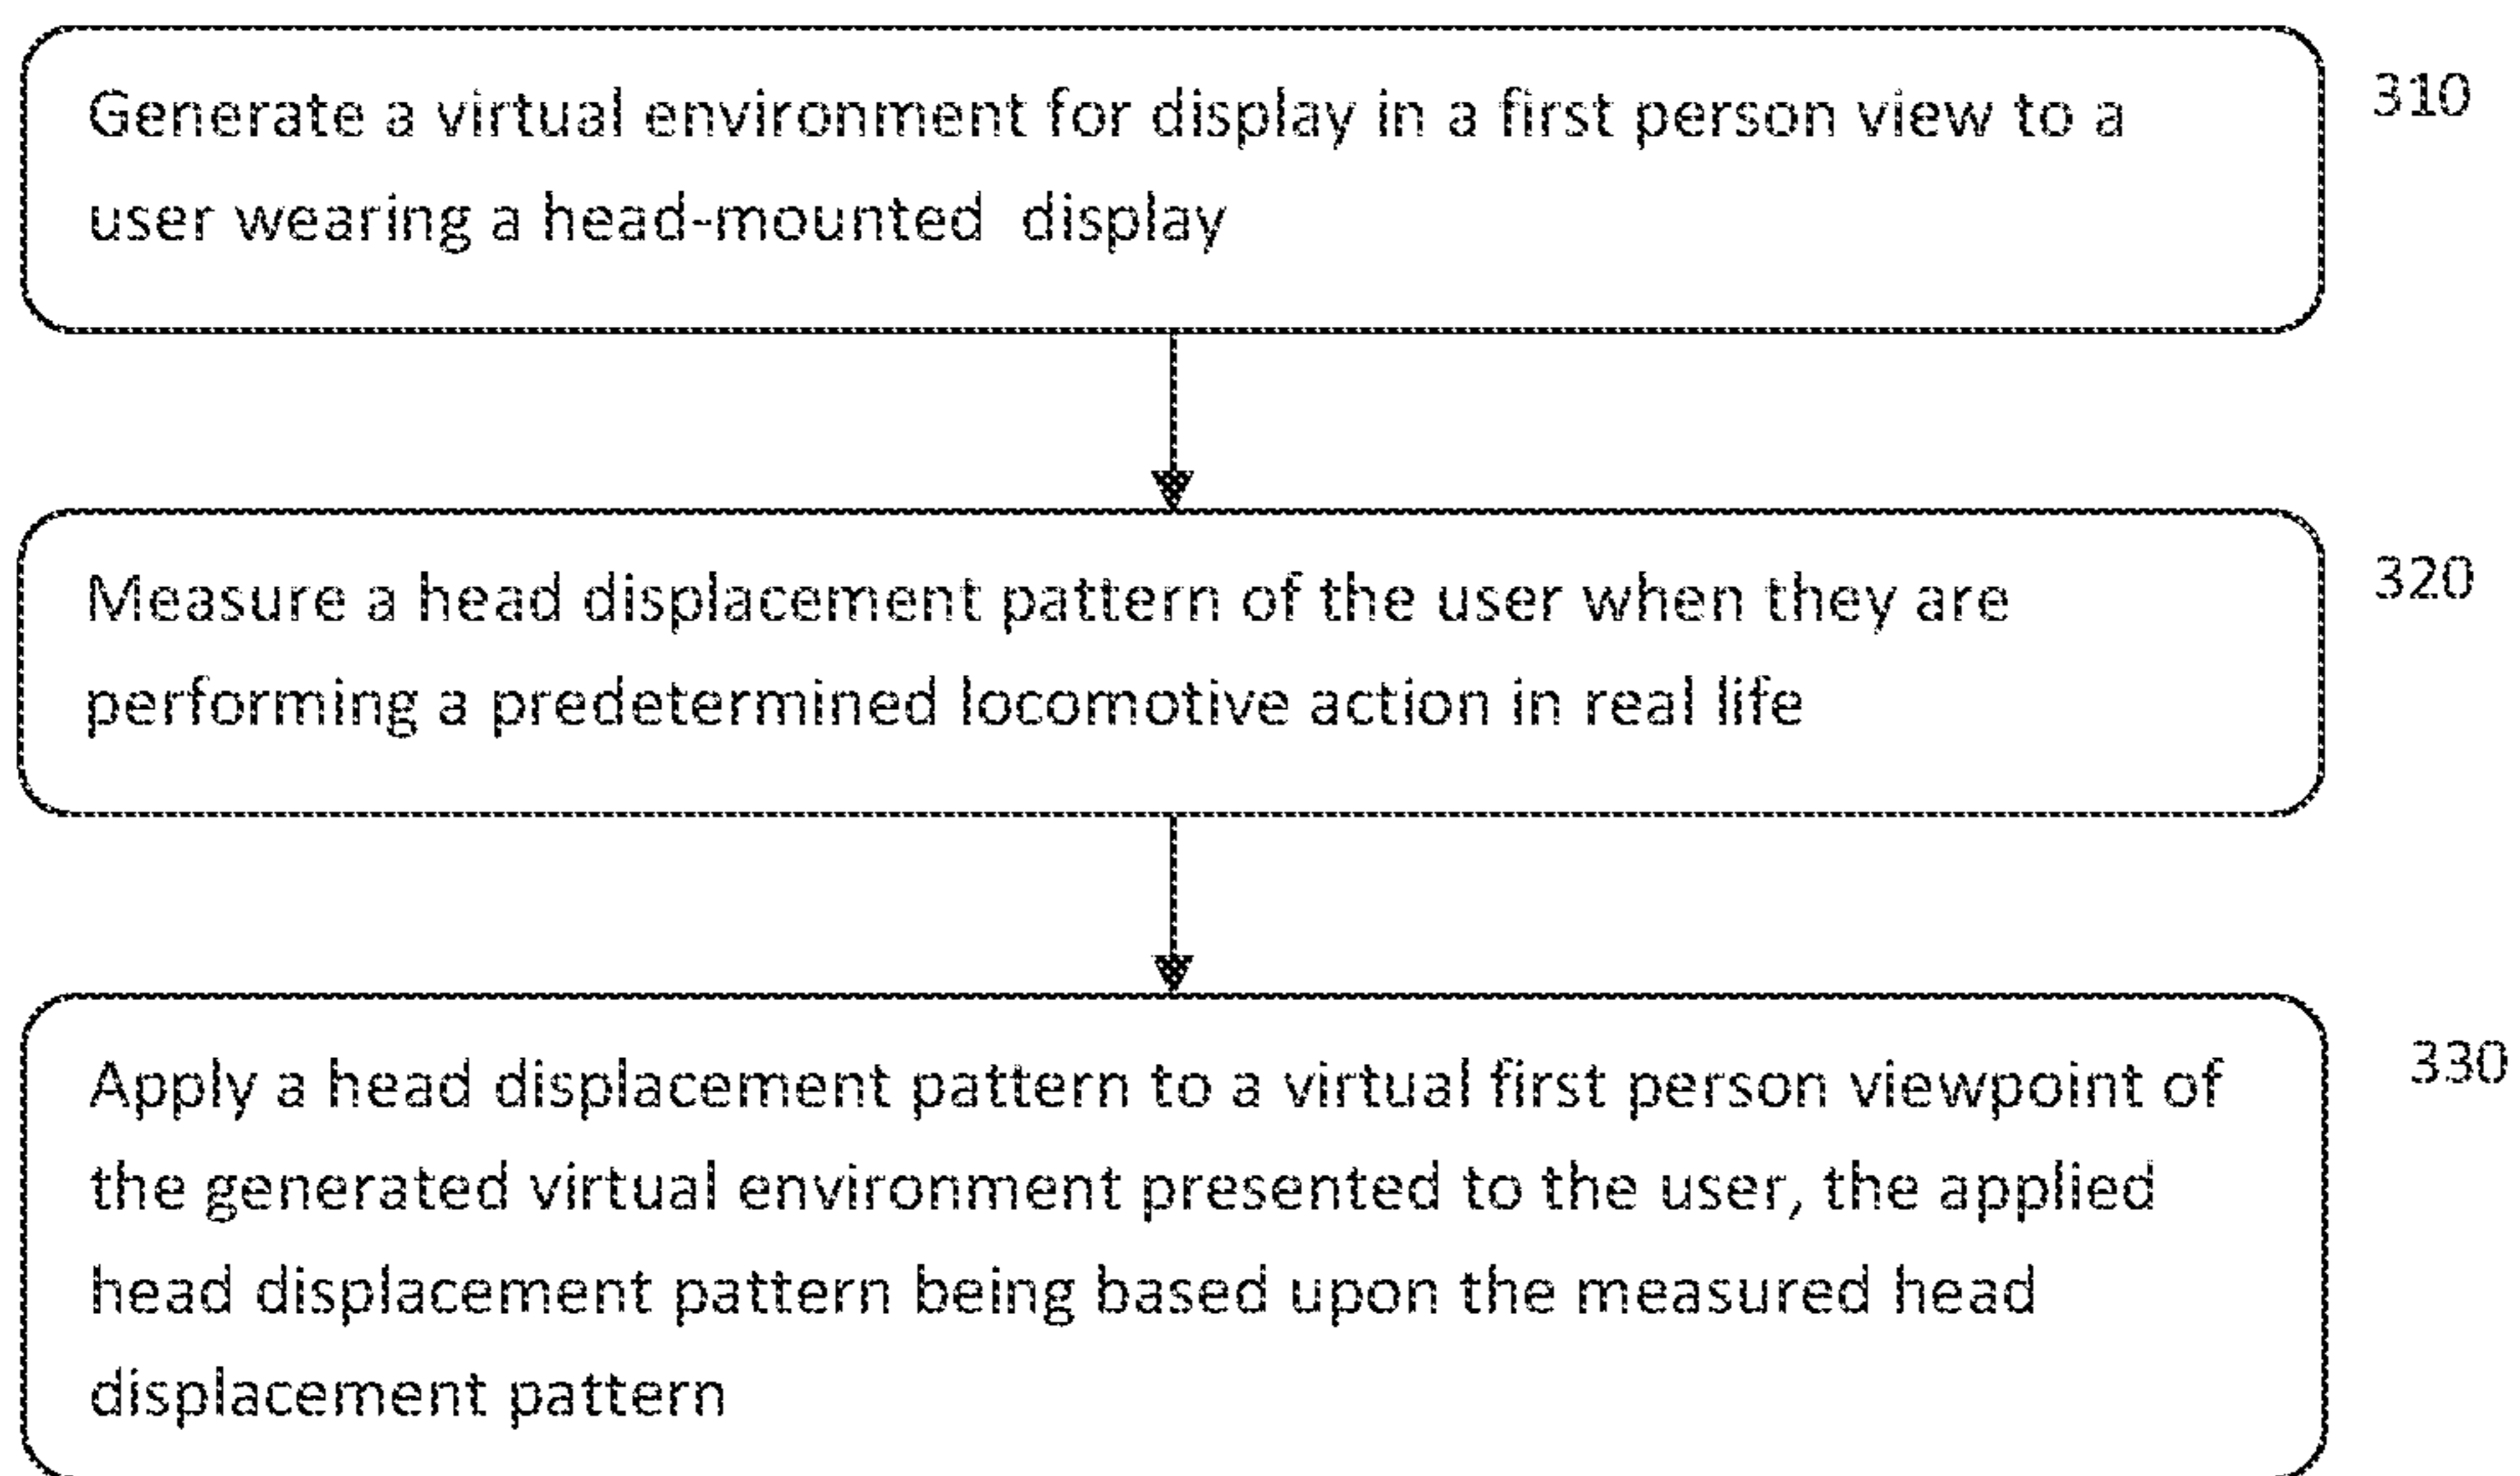 Generate a virtual environment for display in a first person view to a
user wearing a head-mounted display
310
Measure a head displacement pattern of the user when they are
performing a predetermined locomotive action in real life
320
Apply a head displacement pattern to a virtual first person viewpoint of
the generated virtual environment presented to the user, the applied
head displacement pattern being based upon the measured head
displacement pattern
330